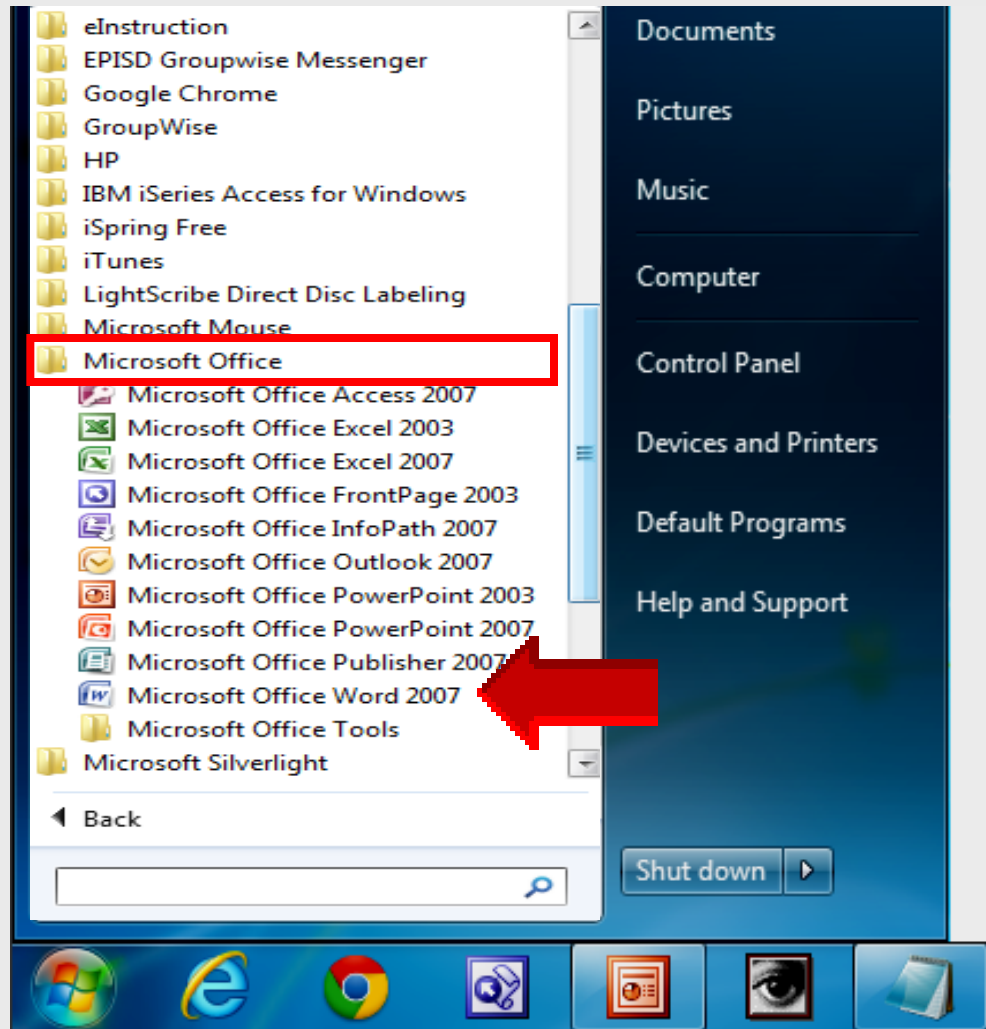 eInstruction
EPISD Groupwise Messenger
Google Chrome
GroupWise
HP
IBM iSeries Access for Windows
iSpring Free
iTunes
LightScribe Direct Disc Labeling
Microsoft Mouse
Microsoft Office
Microsoft Office Access 2007
Microsoft Office Excel 2003
Microsoft Office Excel 2007
Microsoft Office FrontPage 2003
Microsoft Office InfoPath 2007
Microsoft Office Outlook 2007
Microsoft Office PowerPoint 2003
Microsoft Office PowerPoint 2007
Microsoft Office Publisher 2007
Microsoft Office Word 2007
Microsoft Office Tools
Microsoft Silverlight
Back
Documents
Pictures
Music
Computer
Control Panel
Devices and Printers
Default Programs
Help and Support
Shut down